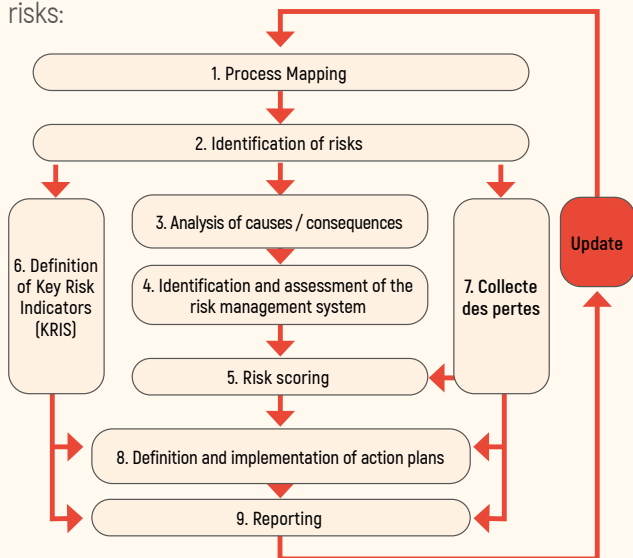 risks:
1. Process Mapping
2. Identification of risks
3. Analysis of causes / consequences
4. Identification and assessment of the
risk management system
5. Risk scoring
6. Definition
of Key Risk
Indicators
(KRIS)
7. Collecte
des pertes
Update
8. Definition and implementation of action plans
9. Reporting